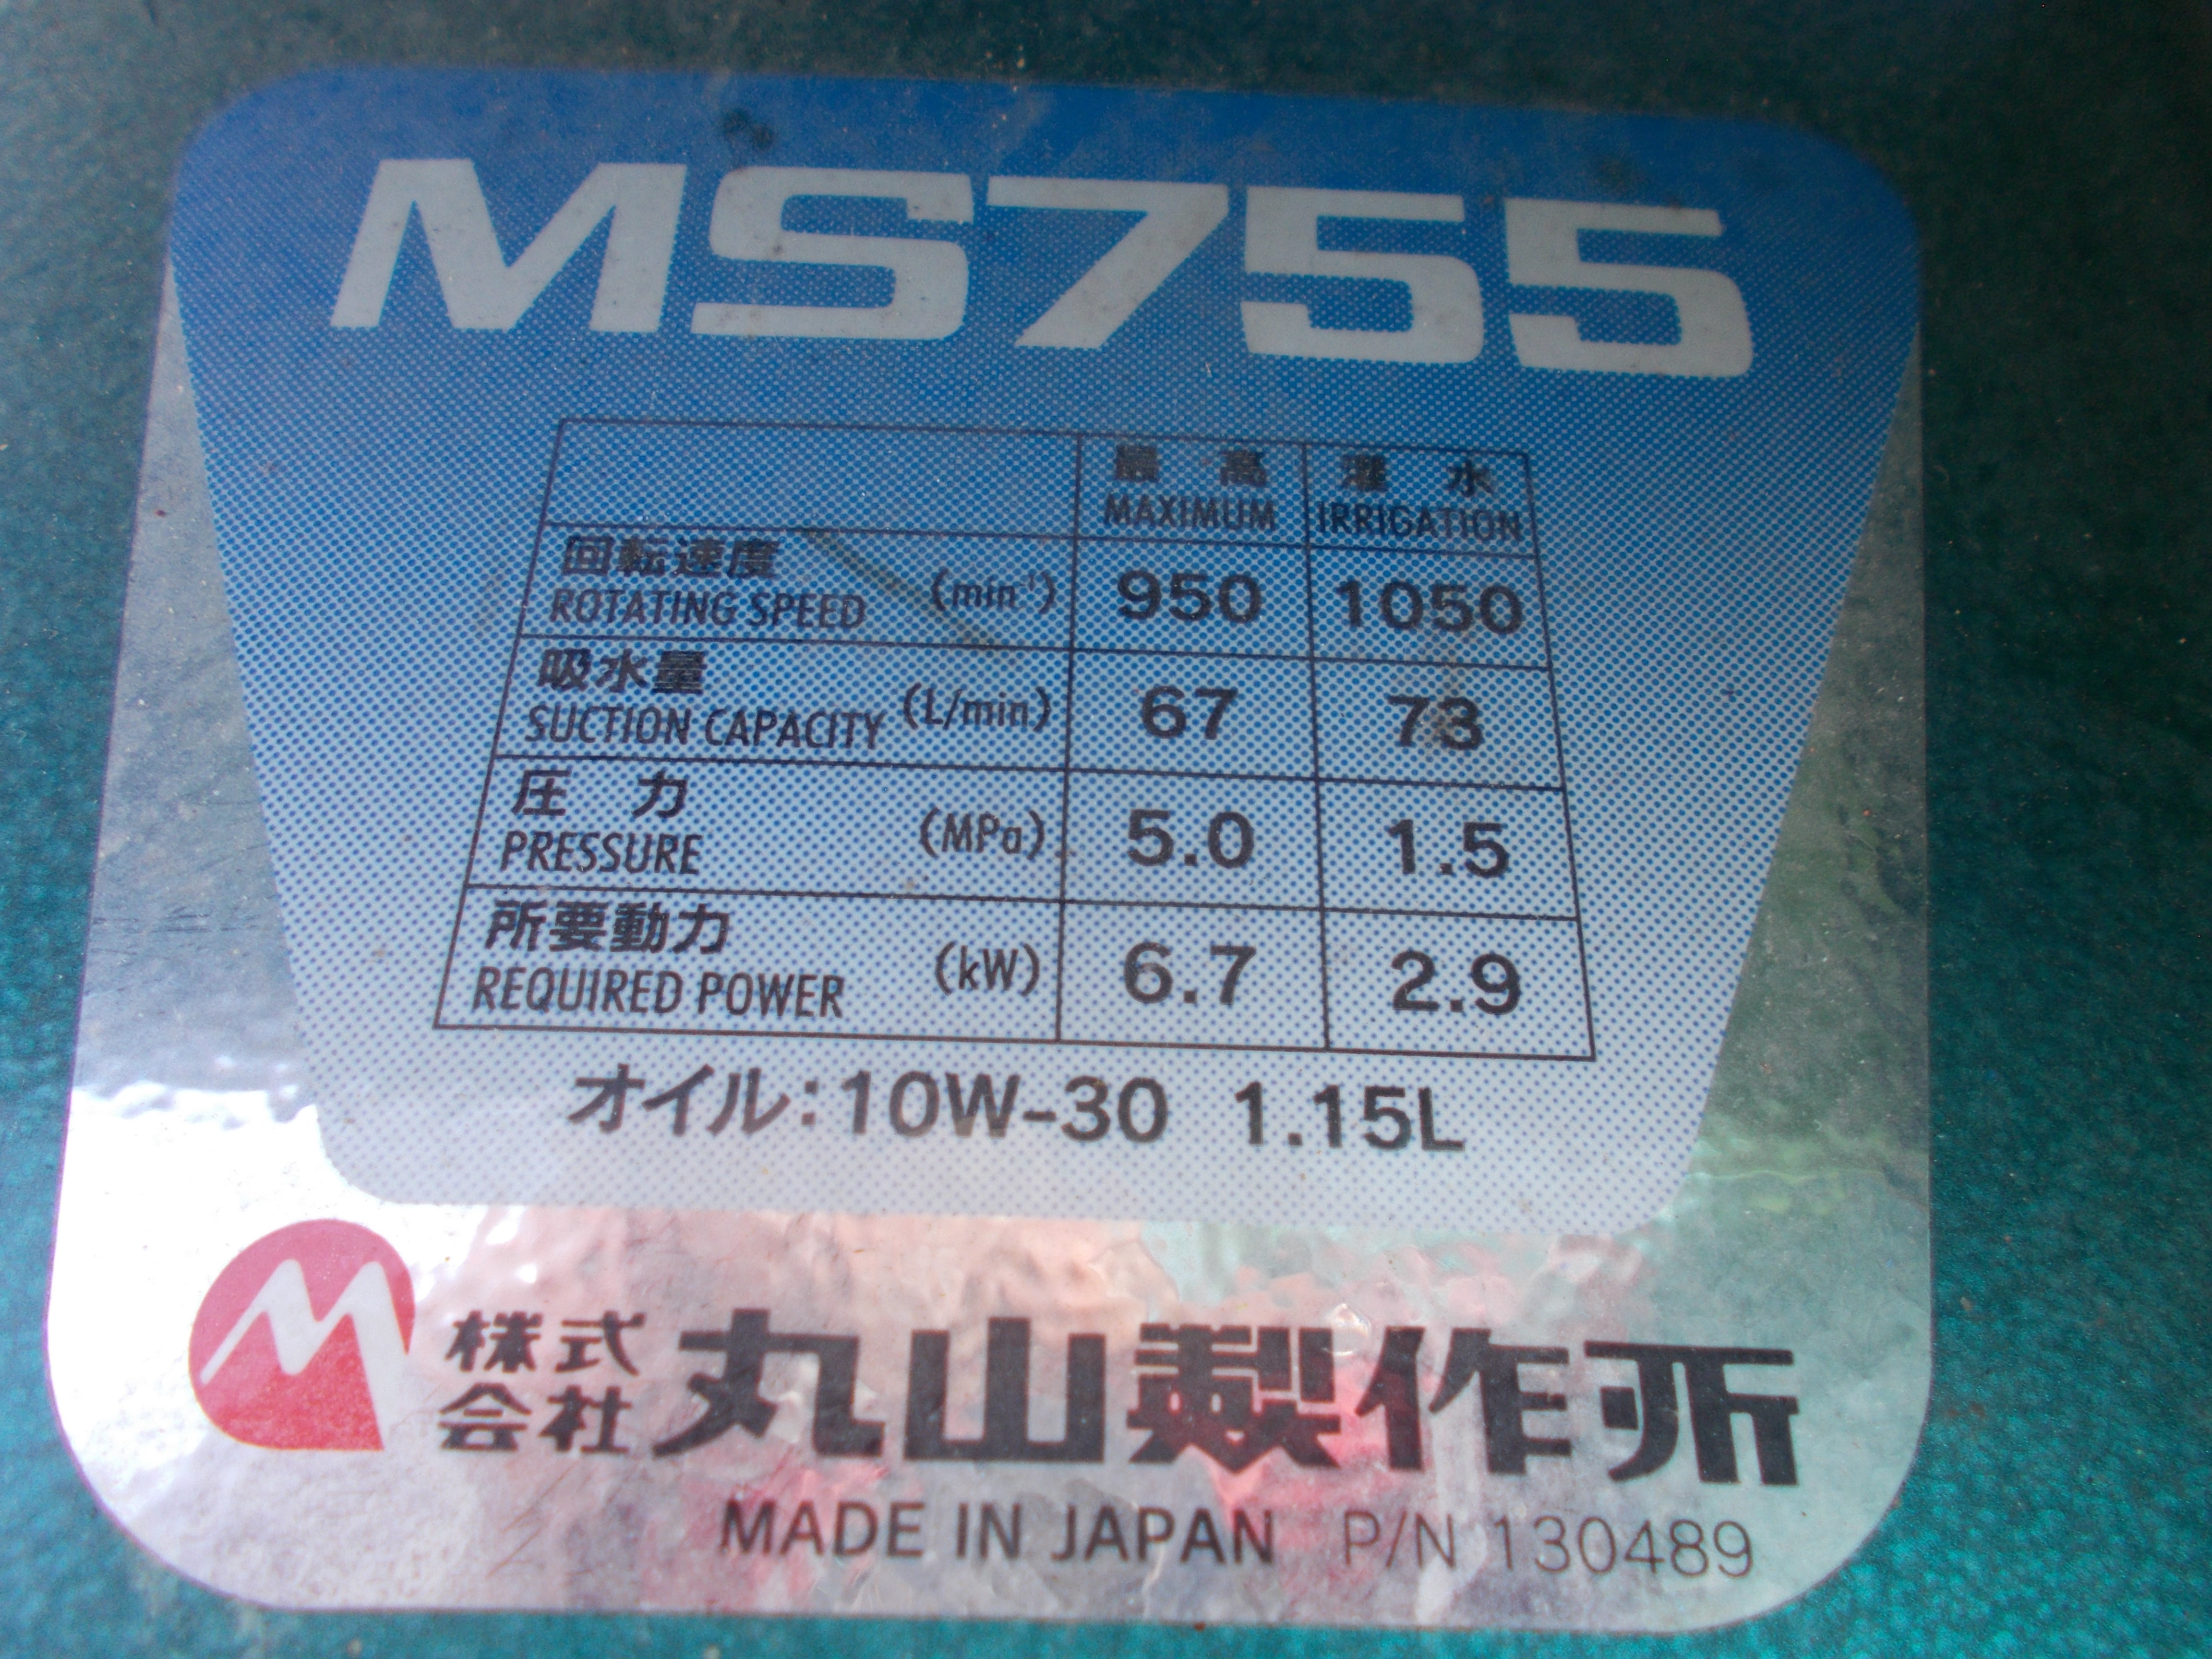 MS755
最高 灌水
MAXIMUM IRRIGATION
回転速度
ROTATING SPEED (min⁻¹) 950 1050
吸水量
SUCTION CAPACITY (L/min) 67 73
圧力
PRESSURE (MPa) 5.0 1.5
所要動力
REQUIRED POWER (kW) 6.7 2.9
オイル:10W-30 1.15L
株式会社 丸山製作所
MADE IN JAPAN P/N 130489